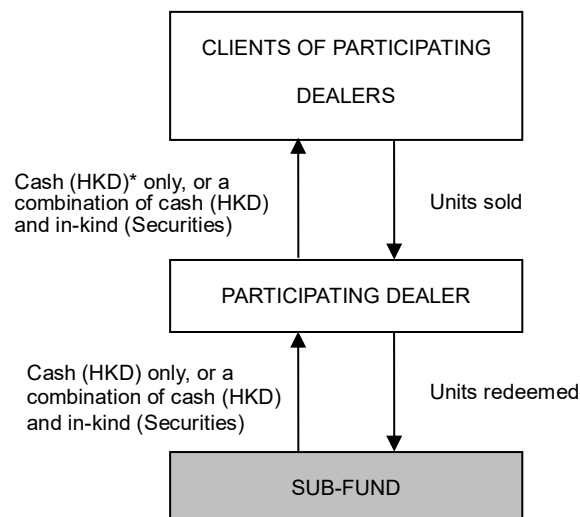 CLIENTS OF PARTICIPATING
DEALERS
Cash (HKD)* only, or a
combination of cash (HKD)
and in-kind (Securities)
Units sold
PARTICIPATING DEALER
Cash (HKD) only, or a
combination of cash (HKD)
and in-kind (Securities)
Units redeemed
SUB-FUND